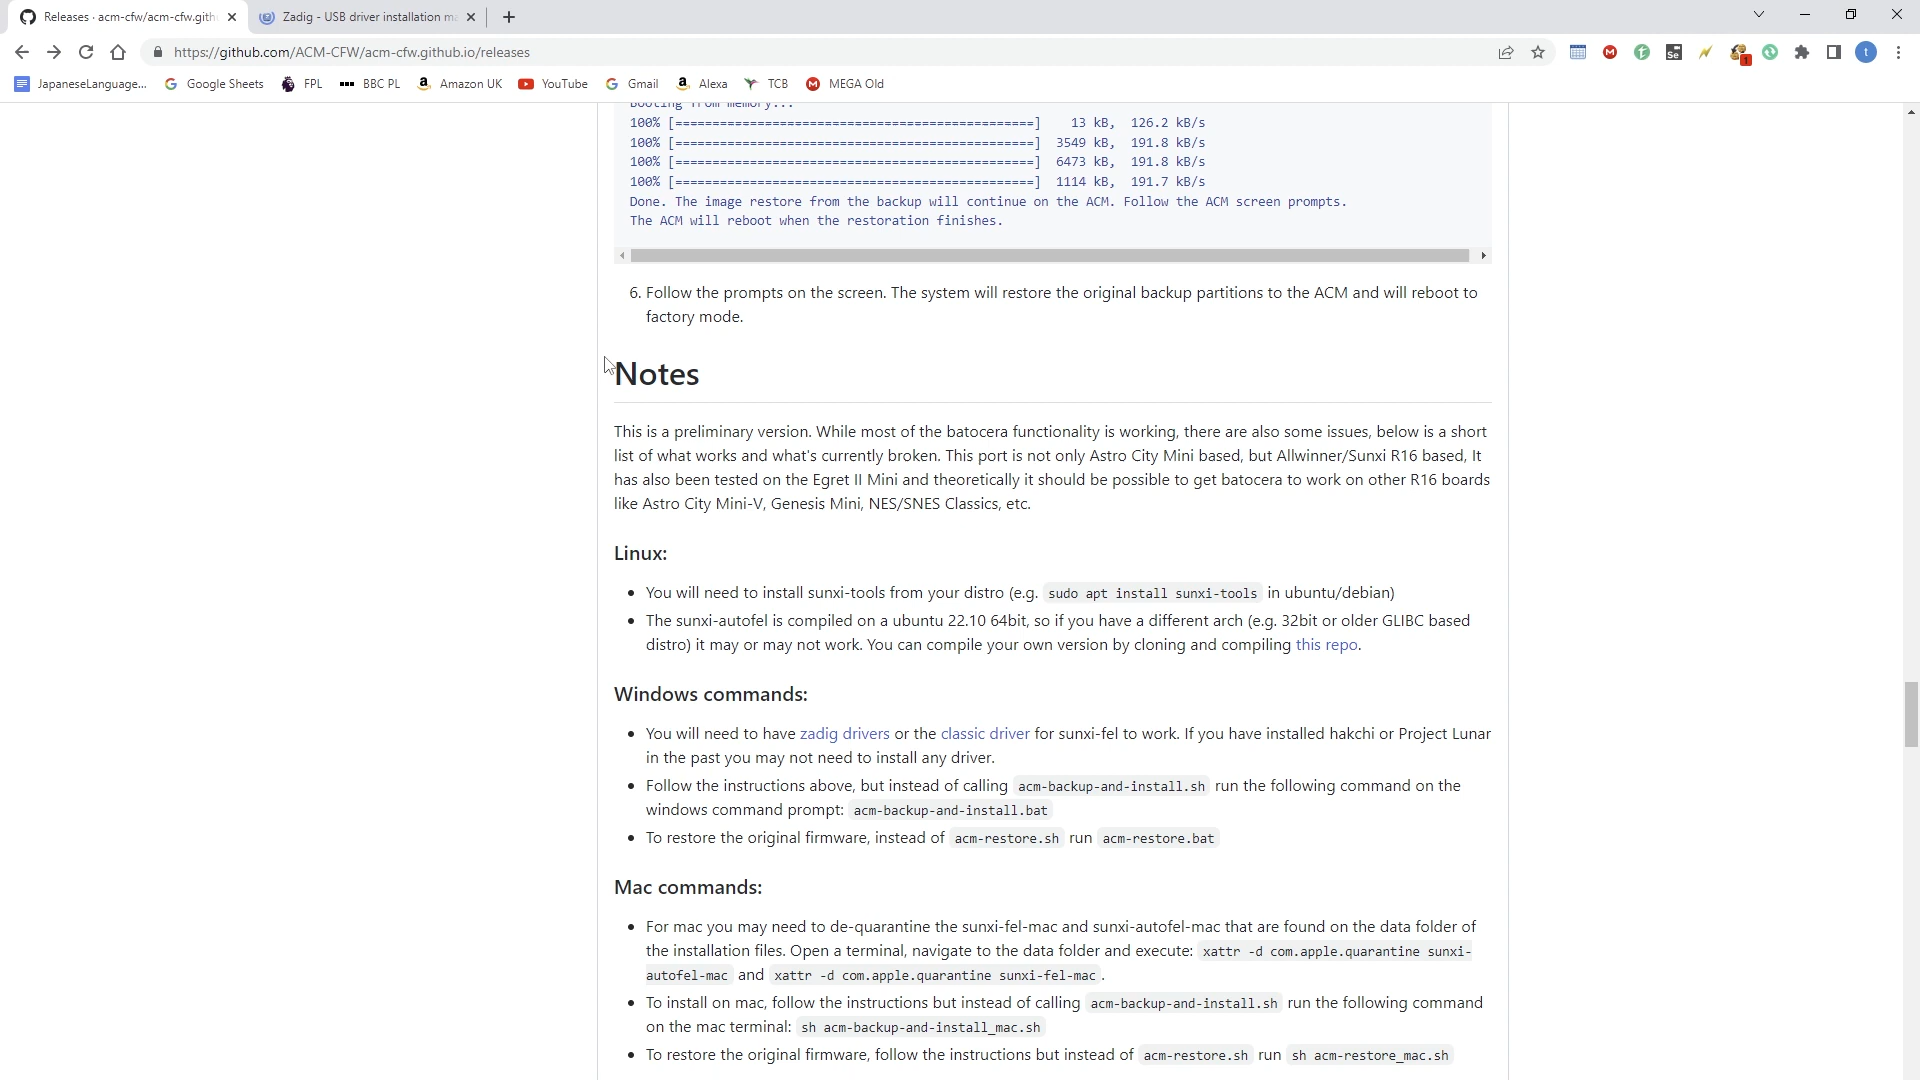 Releases · acm-cfw/acm-cfw.gith
Zadig - USB driver installation ma
https://github.com/ACM-CFW/acm-cfw.github.io/releases
JapaneseLanguage... Google Sheets FPL BBC PL Amazon UK YouTube Gmail Alexa TCB MEGA Old
Booting from memory...
100% [================================================] 13 kB, 126.2 kB/s
100% [================================================] 3549 kB, 191.8 kB/s
100% [================================================] 6473 kB, 191.8 kB/s
100% [================================================] 1114 kB, 191.7 kB/s
Done. The image restore from the backup will continue on the ACM. Follow the ACM screen prompts.
The ACM will reboot when the restoration finishes.
6. Follow the prompts on the screen. The system will restore the original backup partitions to the ACM and will reboot to
factory mode.
Notes
This is a preliminary version. While most of the batocera functionality is working, there are also some issues, below is a short
list of what works and what's currently broken. This port is not only Astro City Mini based, but Allwinner/Sunxi R16 based, It
has also been tested on the Egret II Mini and theoretically it should be possible to get batocera to work on other R16 boards
like Astro City Mini-V, Genesis Mini, NES/SNES Classics, etc.
Linux:
• You will need to install sunxi-tools from your distro (e.g. sudo apt install sunxi-tools in ubuntu/debian)
• The sunxi-autofel is compiled on a ubuntu 22.10 64bit, so if you have a different arch (e.g. 32bit or older GLIBC based
distro) it may or may not work. You can compile your own version by cloning and compiling this repo.
Windows commands:
• You will need to have zadig drivers or the classic driver for sunxi-fel to work. If you have installed hakchi or Project Lunar
in the past you may not need to install any driver.
• Follow the instructions above, but instead of calling acm-backup-and-install.sh run the following command on the
windows command prompt: acm-backup-and-install.bat
• To restore the original firmware, instead of acm-restore.sh run acm-restore.bat
Mac commands:
• For mac you may need to de-quarantine the sunxi-fel-mac and sunxi-autofel-mac that are found on the data folder of
the installation files. Open a terminal, navigate to the data folder and execute: xattr -d com.apple.quarantine sunxi-
autofel-mac and xattr -d com.apple.quarantine sunxi-fel-mac .
• To install on mac, follow the instructions but instead of calling acm-backup-and-install.sh run the following command
on the mac terminal: sh acm-backup-and-install_mac.sh
• To restore the original firmware, follow the instructions but instead of acm-restore.sh run sh acm-restore_mac.sh